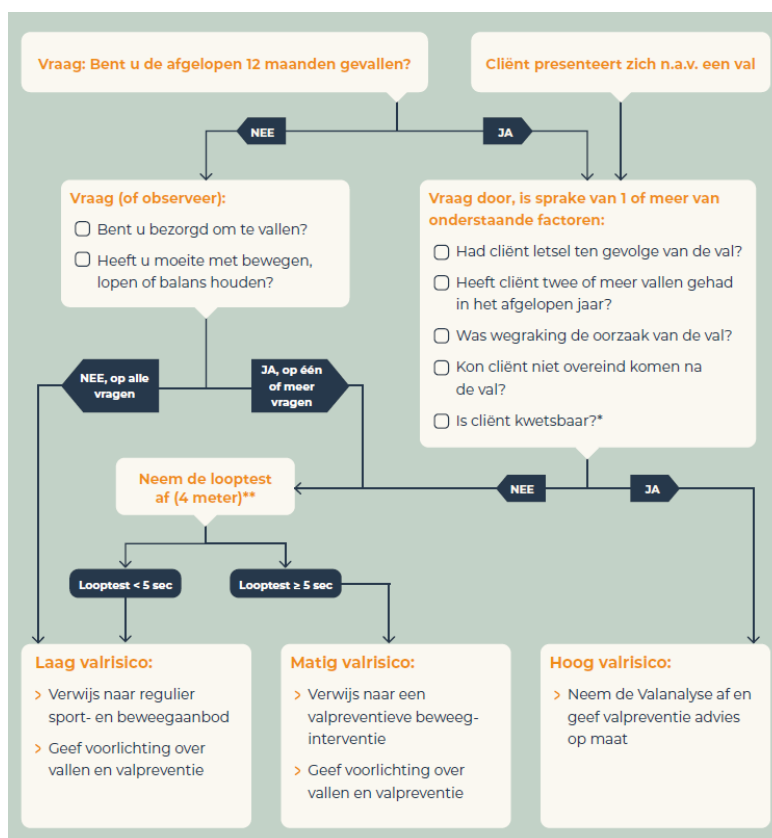 Vraag: Bent u de afgelopen 12 maanden gevallen?
Cliënt presenteert zich n.a.v. een val
NEE
JA
Vraag (of observeer):
Bent u bezorgd om te vallen?
Heeft u moeite met bewegen,
lopen of balans houden?
Vraag door, is sprake van 1 of meer van
onderstaande factoren:
Had cliënt letsel ten gevolge van de val?
Heeft cliënt twee of meer vallen gehad
in het afgelopen jaar?
Was wegraking de oorzaak van de val?
Kon cliënt niet overeind komen na
de val?
Is cliënt kwetsbaar?*
NEE, op alle
vragen
JA, op één
of meer
vragen
Neem de looptest
af (4 meter)**
NEE
JA
Looptest < 5 sec
Looptest ≥ 5 sec
Laag valrisico:
> Verwijs naar regulier
sport- en beweegaanbod
> Geef voorlichting over
vallen en valpreventie
Matig valrisico:
> Verwijs naar een
valpreventieve beweeg-
interventie
> Geef voorlichting over
vallen en valpreventie
Hoog valrisico:
> Neem de Valanalyse af en
geef valpreventie advies
op maat